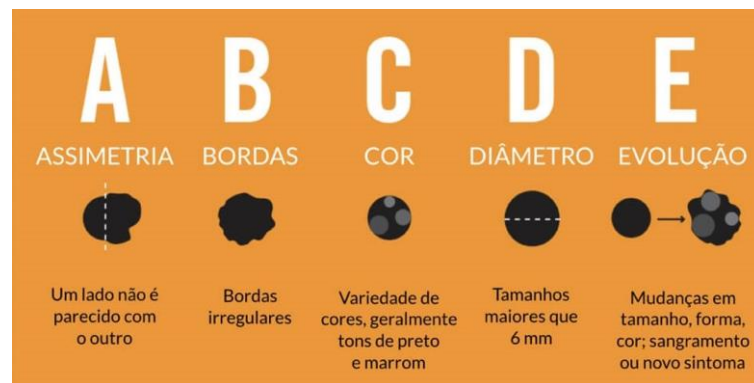 A B C D E
ASSIMETRIA BORDAS COR DIÂMETRO EVOLUÇÃO
Um lado não é
parecido com
o outro
Bordas
irregulares
Variedade de
cores, geralmente
tons de preto
e marrom
Tamanhos
maiores que
6 mm
Mudanças em
tamanho, forma,
cor; sangramento
ou novo sintoma